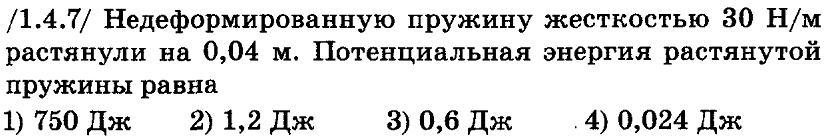 /1.4.7/ Недеформированную пружину жесткостью 30 Н/м
растянули на 0,04 м. Потенциальная энергия растянутой
пружины равна
1) 750 Дж 2) 1,2 Дж 3) 0,6 Дж 4) 0,024 Дж